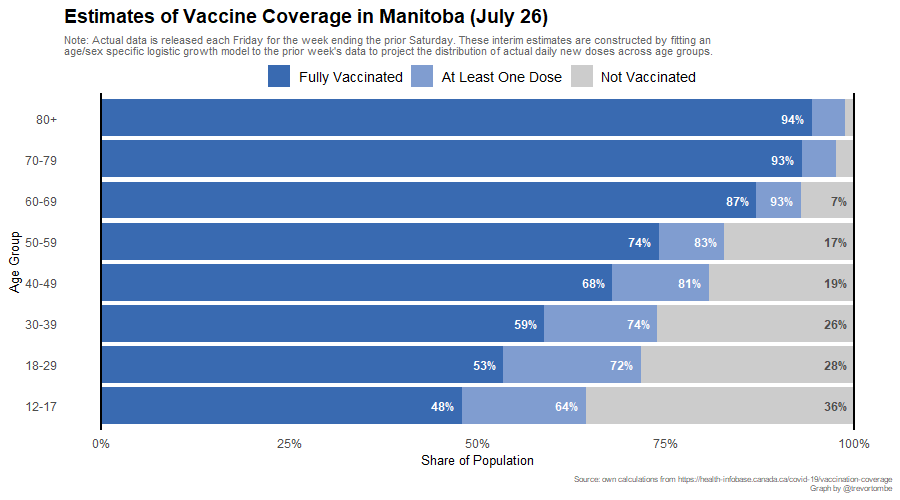 Estimates of Vaccine Coverage in Manitoba (July 26)
Note: Actual data is released each Friday for the week ending the prior Saturday. These interim estimates are constructed by fitting an
age/sex specific logistic growth model to the prior week's data to project the distribution of actual daily new doses across age groups.
Fully Vaccinated At Least One Dose Not Vaccinated
80+ 94%
70-79 93%
60-69 87% 93% 7%
50-59 74% 83% 17%
40-49 68% 81% 19%
30-39 59% 74% 26%
18-29 53% 72% 28%
12-17 48% 64% 36%
Age Group
0% 25% 50% 75% 100%
Share of Population
Source: own calculations from https://health-infobase.canada.ca/covid-19/vaccination-coverage
Graph by @trevortombe